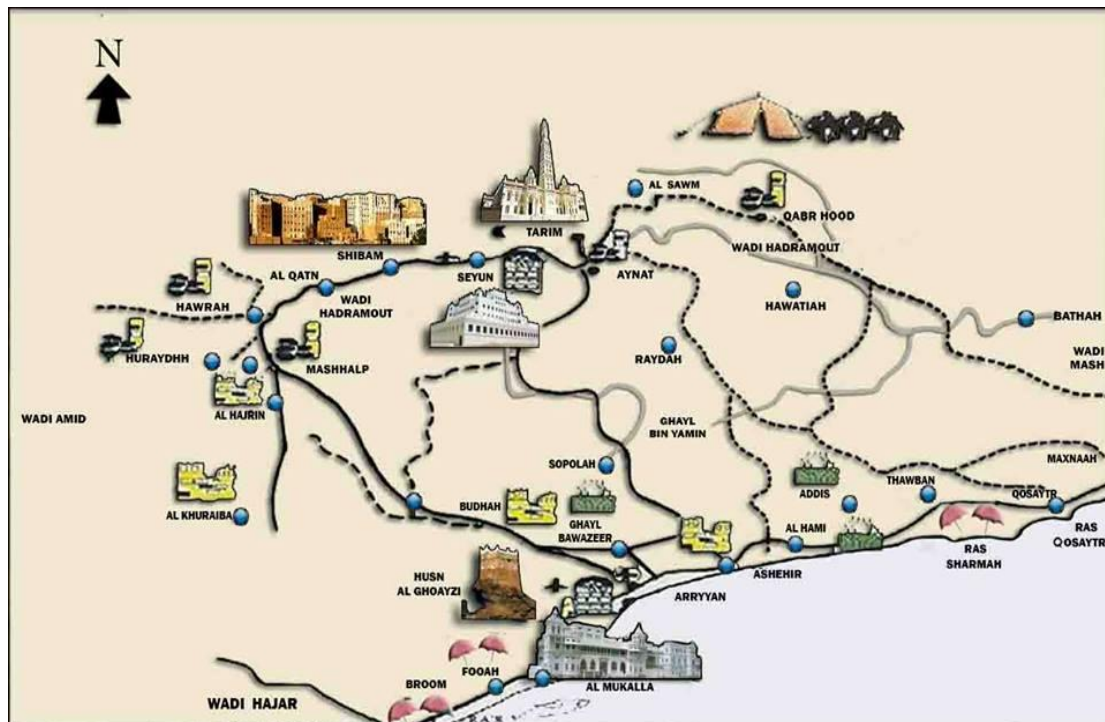 N
AL SAWM
QABR HOOD
TARIM
WADI HADRAMOUT
SHIBAM
SEYUN
AYNAT
AL QATN
HAWRAH
WADI
HADRAMOUT
HAWATIAH
BATHAH
HURAYDHH
MASHHALP
RAYDAH
WADI
MASH
AL HAJRIN
WADI AMID
GHAYL
BIN YAMIN
SOPOLAH
MAXNAAH
ADDIS
THAWBAN
QOSAYTR
AL KHURAIBA
BUDHAH
GHAYL
BAWAZEER
AL HAMI
RAS
QOSAYTR
RAS
SHARMAH
HUSN
AL GHOAYZI
ASHEHIR
ARRYYAN
FOOAH
BROOM
AL MUKALLA
WADI HAJAR